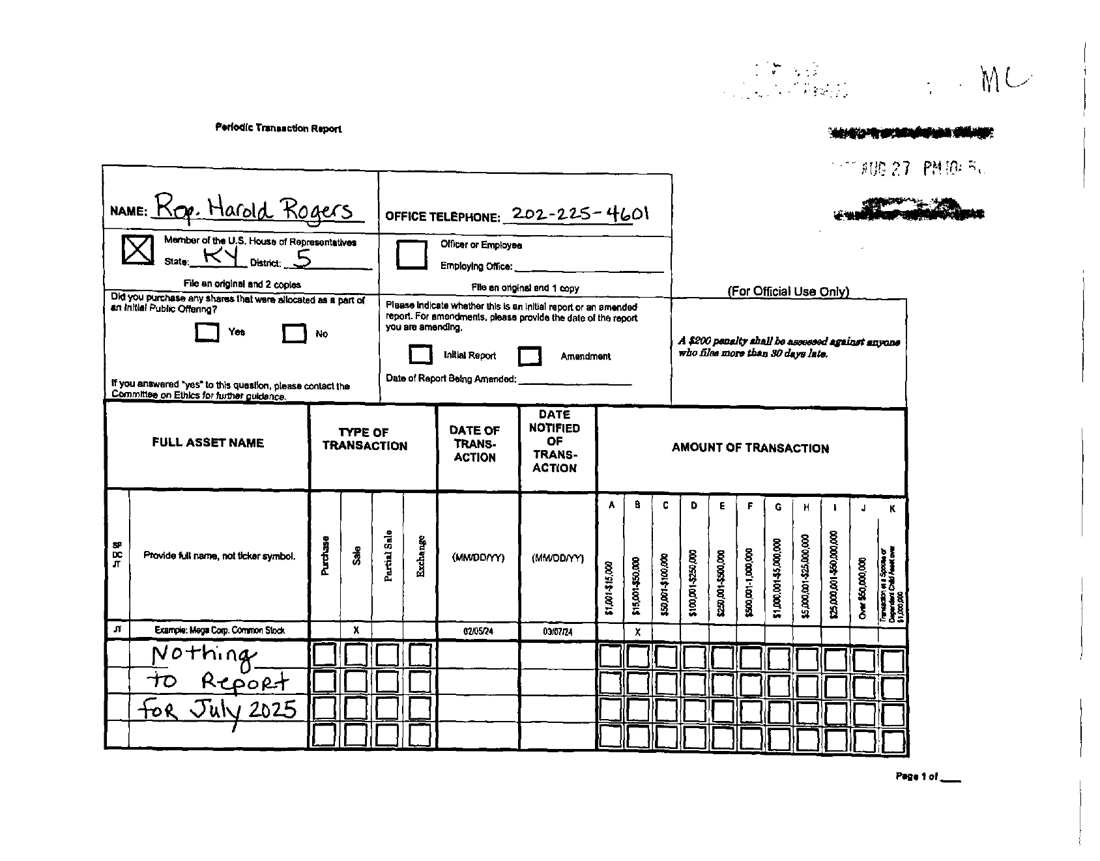 MC
Periodic Transaction Report
AUG 27 PM
NAME: Rep. Harold Rogers
OFFICE TELEPHONE: 202-225-4601
Member of the U.S. House of Representatives
State: KY District: 5
Officer or Employee
Employing Office:
File an original and 2 copies
File an original and 1 copy
(For Official Use Only)
Did you purchase any shares that were allocated as a part of
an Initial Public Offering?
Yes No
If you answered "yes" to this question, please contact the
Committee on Ethics for further guidance.
Please indicate whether this is an initial report or an amended
report. For amendments, please provide the date of the report
you are amending.
Initial Report Amendment
Date of Report Being Amended:
A $200 penalty shall be assessed against anyone
who files more than 30 days late.
FULL ASSET NAME
TYPE OF
TRANSACTION
DATE OF
TRANS-
ACTION
DATE
NOTIFIED
OF
TRANS-
ACTION
AMOUNT OF TRANSACTION
SP
DC
JT
Provide full name, not ticker symbol.
Purchase
Sale
Partial Sale
Exchange
(MM/DD/YY)
(MM/DD/YY)
A B C D E F G H I J K
$1,001-$15,000
$15,001-$50,000
$50,001-$100,000
$100,001-$250,000
$250,001-$500,000
$500,001-1,000,000
$1,000,001-$5,000,000
$5,000,001-$25,000,000
$25,000,001-$50,000,000
Over $50,000,000
Transaction in a Spouse or
Dependent Child Asset over
$1,000,000
JT Example: Mega Corp. Common Stock X 02/05/24 03/07/24 X
Nothing
to Report
for July 2025
Page 1 of